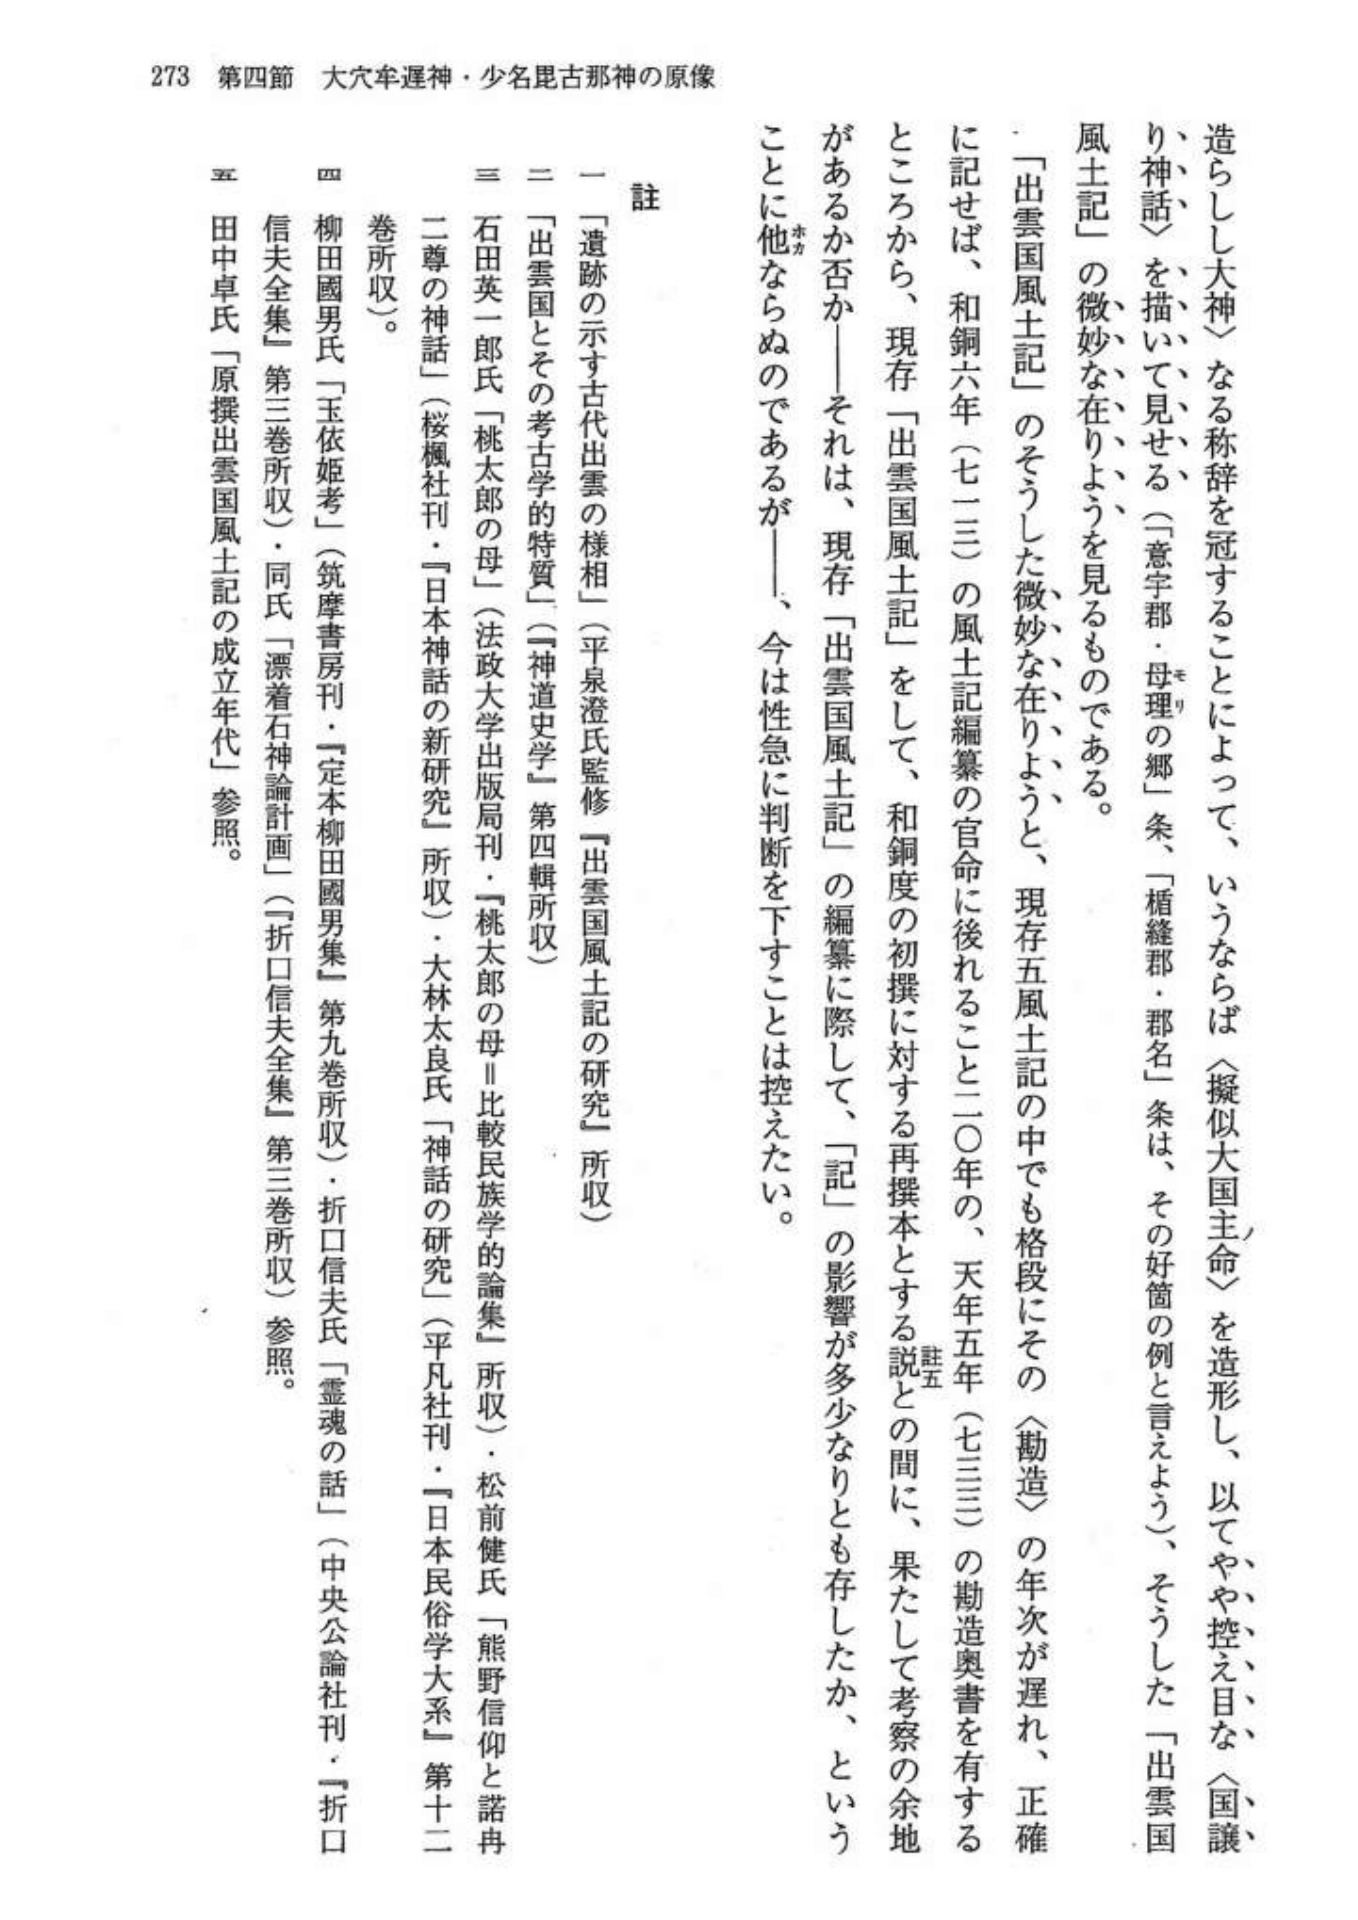 273　第四節　大穴牟遅神・少名毘古那神の原像
造らしし大神〉なる称辞を冠することによって、いうならば〈擬似大国主ノ命〉を造形し、以てやや控え目な〈国譲
り神話〉を描いて見せる（「意宇郡・母理の郷」条、「楯縫郡・郡名」条は、その好箇の例と言えよう）、そうした「出雲国
モリ
風土記」の微妙な在りようを見るものである。
「出雲国風土記」のそうした微妙な在りようと、現存五風土記の中でも格段にその〈勘造〉の年次が遅れ、正確
に記せば、和銅六年（七一三）の風土記編纂の官命に後れること二〇年の、天年五年（七三三）の勘造奥書を有する
ところから、現存「出雲国風土記」をして、和銅度の初撰に対する再撰本とする説との間に、果たして考察の余地
註五
があるか否か――それは、現存「出雲国風土記」の編纂に際して、「記」の影響が多少なりとも存したか、という
ことに他ならぬのであるが――、今は性急に判断を下すことは控えたい。
ホカ
註
一　「遺跡の示す古代出雲の様相」（平泉澄氏監修『出雲国風土記の研究』所収）
二　「出雲国とその考古学的特質」（『神道史学』第四輯所収）
三　石田英一郎氏「桃太郎の母」（法政大学出版局刊・『桃太郎の母＝比較民族学的論集』所収）・松前健氏「熊野信仰と諾冉
二尊の神話」（桜楓社刊・『日本神話の新研究』所収）・大林太良氏「神話の研究」（平凡社刊・『日本民俗学大系』第十二
巻所収）。
四　柳田國男氏「玉依姫考」（筑摩書房刊・『定本柳田國男集』第九巻所収）・折口信夫氏「霊魂の話」（中央公論社刊・『折口
信夫全集』第三巻所収）・同氏「漂着石神論計画」（『折口信夫全集』第三巻所収）参照。
五　田中卓氏「原撰出雲国風土記の成立年代」参照。